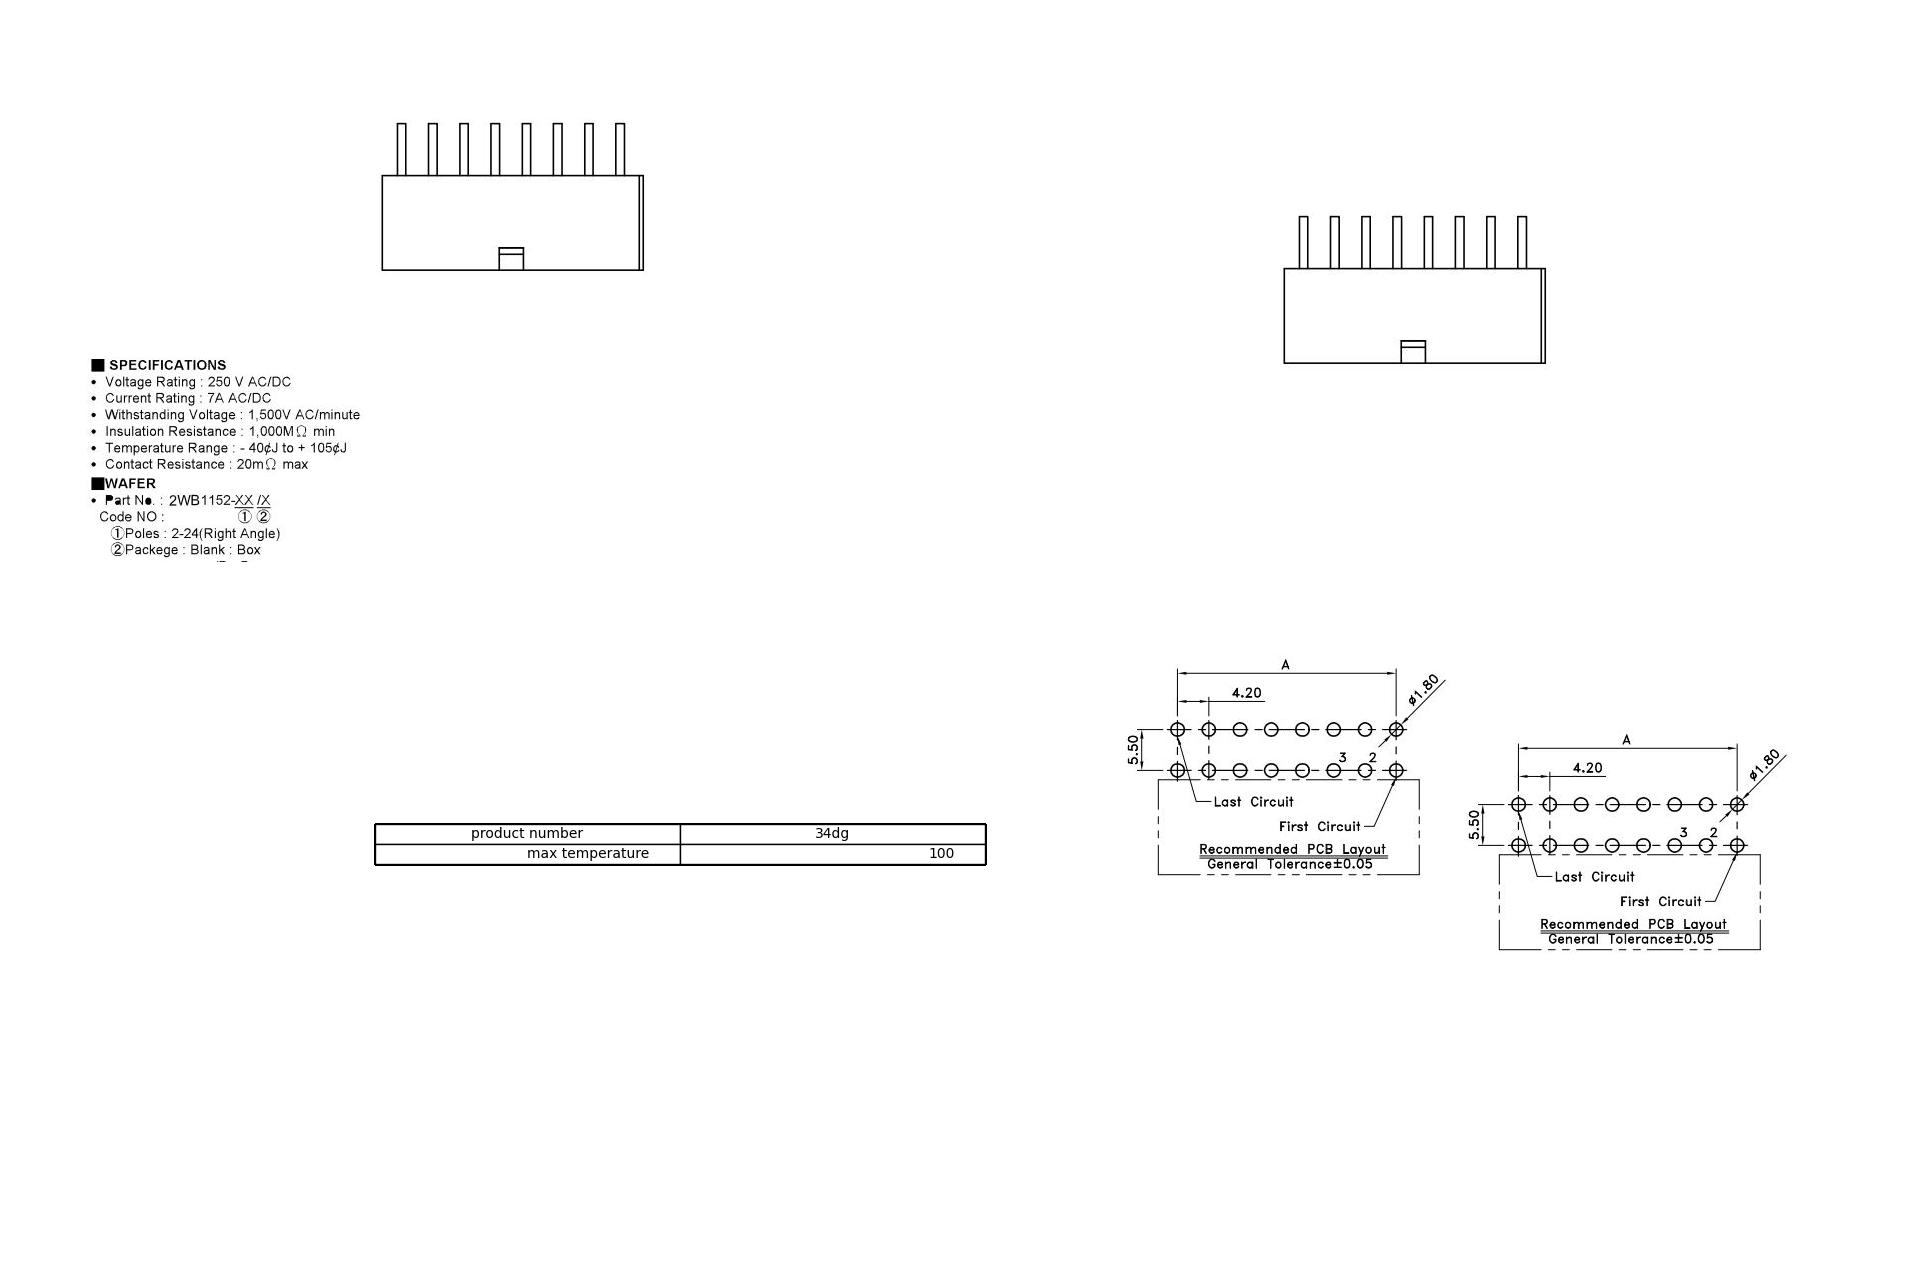 ■ SPECIFICATIONS
• Voltage Rating : 250 V AC/DC
• Current Rating : 7A AC/DC
• Withstanding Voltage : 1,500V AC/minute
• Insulation Resistance : 1,000MΩ min
• Temperature Range : - 40¢J to + 105¢J
• Contact Resistance : 20mΩ max
■WAFER
• Part No. : 2WB1152-XX /X
Code NO : ① ②
①Poles : 2-24(Right Angle)
②Packege : Blank : Box
A
4.20
ø1.80
5.50
3 2
Last Circuit
First Circuit
Recommended PCB Layout
General Tolerance±0.05
A
4.20
ø1.80
5.50
3 2
Last Circuit
First Circuit
Recommended PCB Layout
General Tolerance±0.05
product number 34dg
max temperature 100